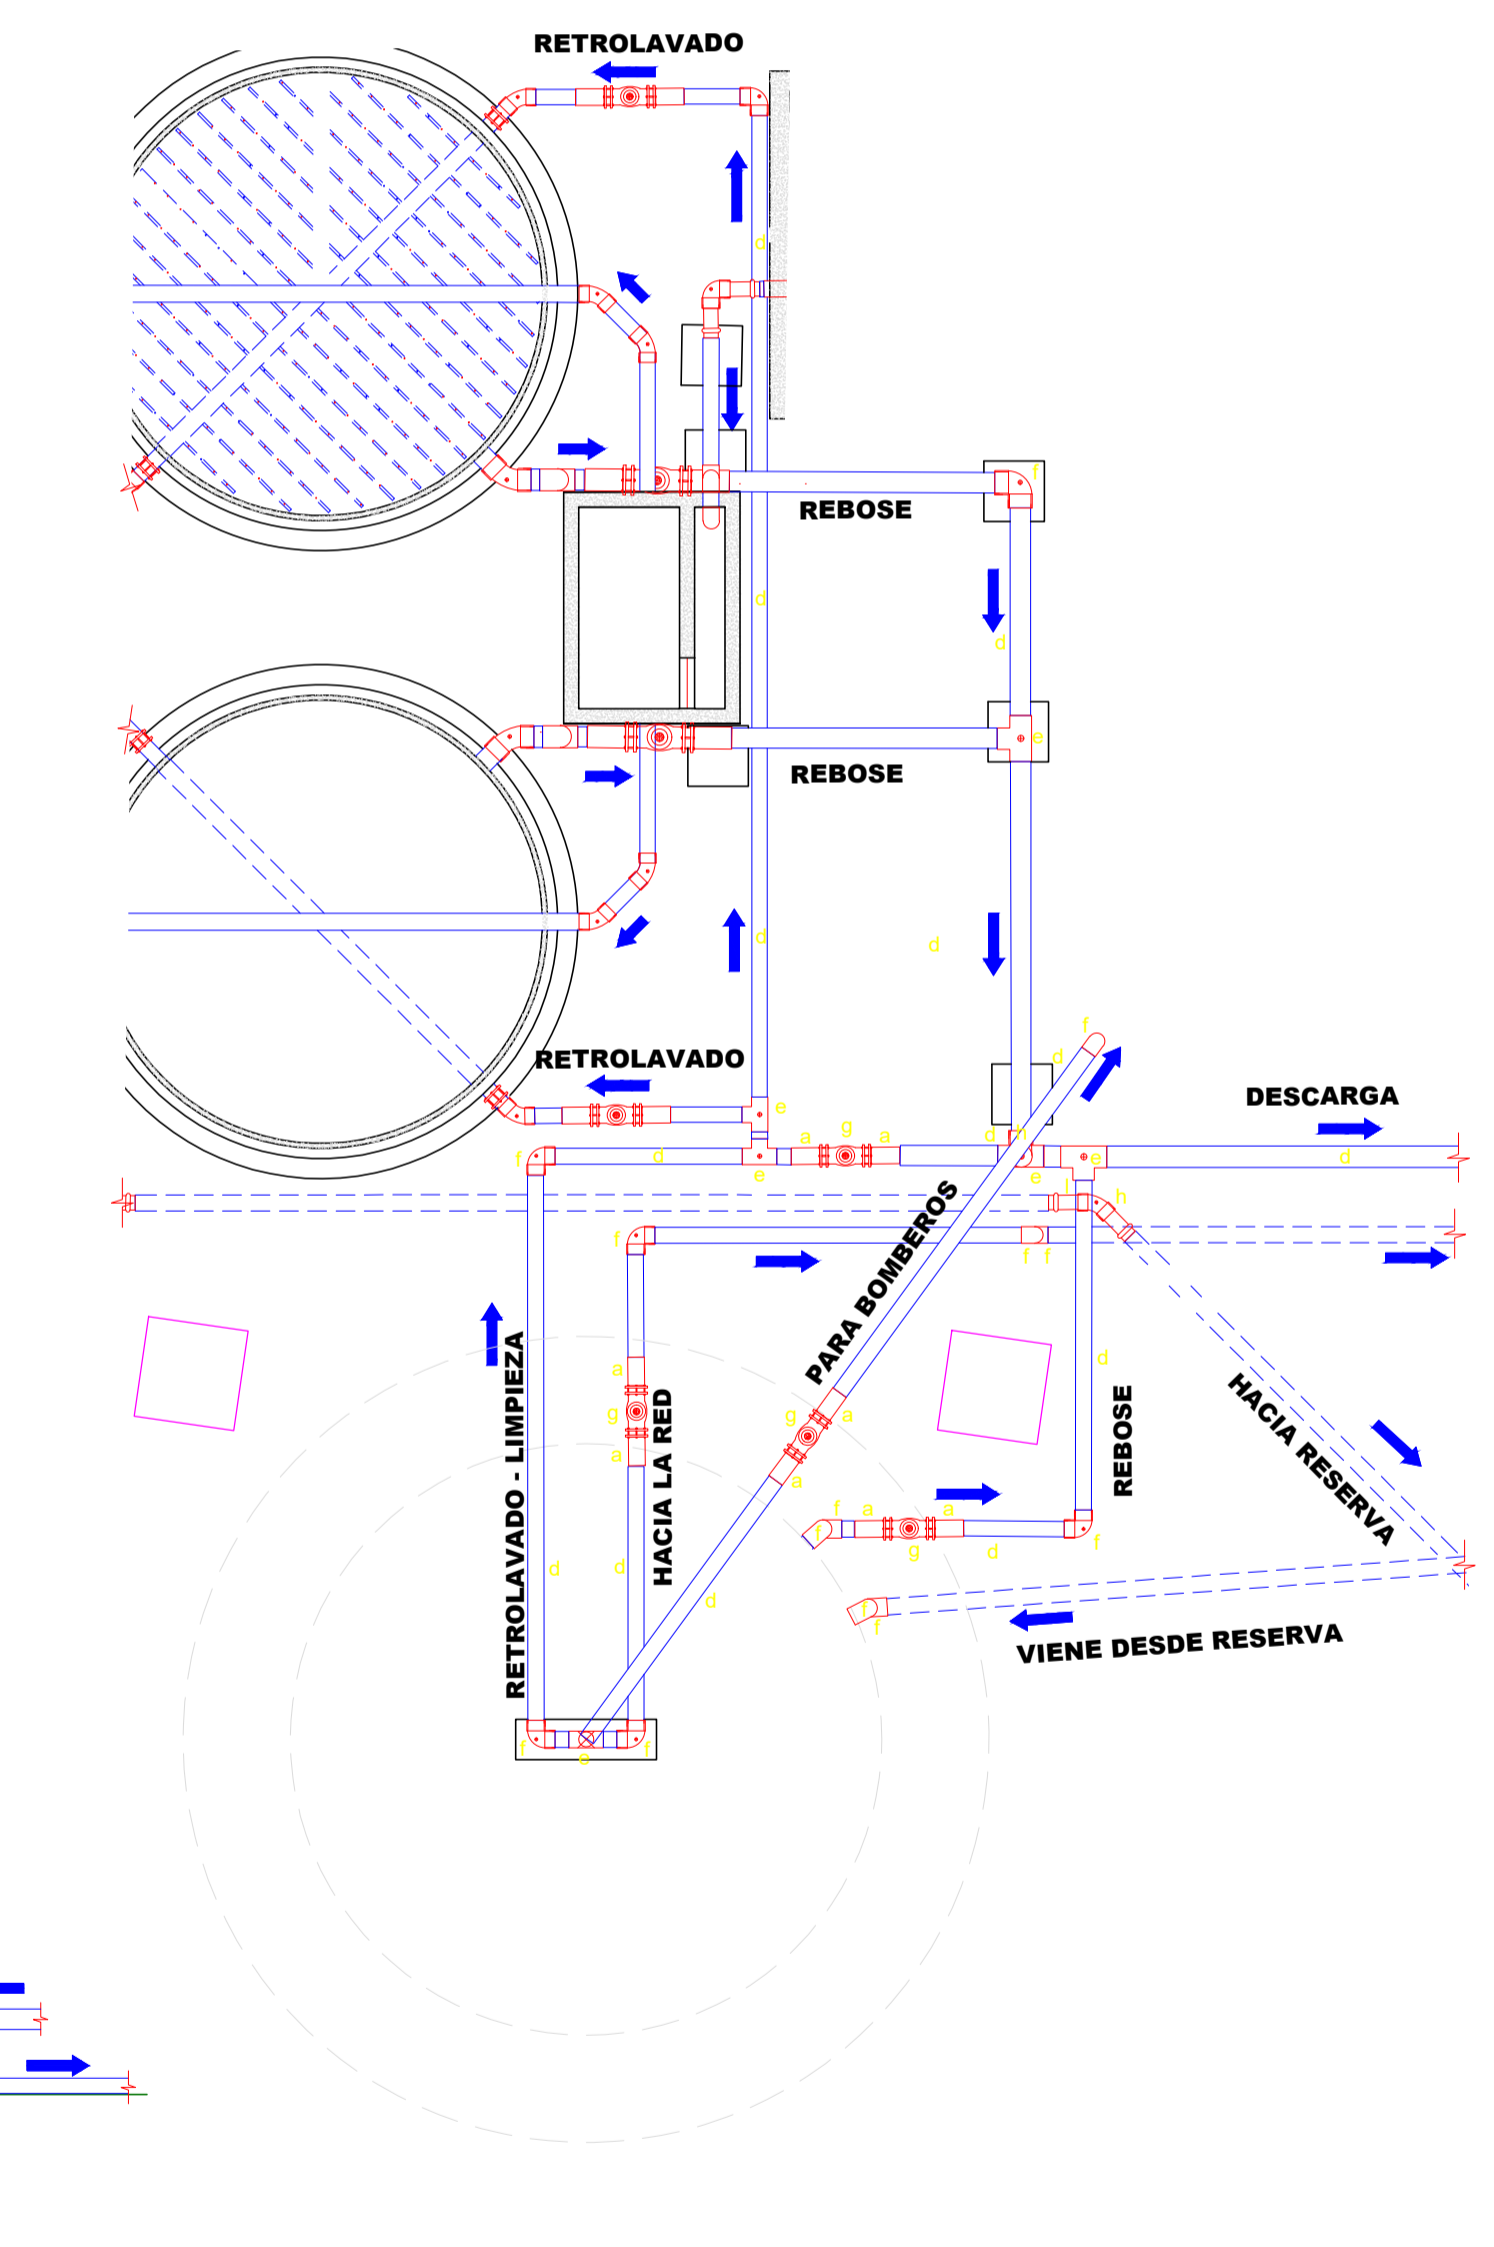 RETROLAVADO
d
f
REBOSE
d
d
e
REBOSE
d
d
f
d
RETROLAVADO
e
DESCARGA
g
a
a
d
h
f
d
e
e
e
d
j
h
PARA BOMBEROS
f
f
f
RETROLAVADO - LIMPIEZA
HACIA LA RED
a
g
a
d
REBOSE
HACIA RESERVA
g
a
a
f
a
a
f
g
d
f
d
d
d
f
f
VIENE DESDE RESERVA
f
e
f